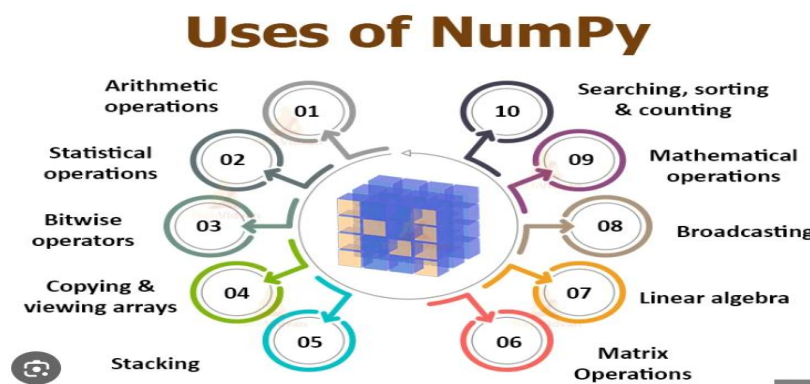 Uses of NumPy
Arithmetic
operations
01
Statistical
operations
02
Bitwise
operators
03
Copying &
viewing arrays
04
Stacking
05
10
Searching, sorting
& counting
09
Mathematical
operations
08
Broadcasting
07
Linear algebra
06
Matrix
Operations